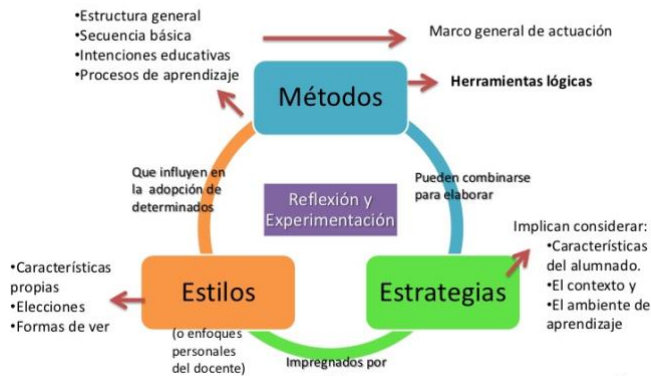 •Estructura general
•Secuencia básica
•Intenciones educativas
•Procesos de aprendizaje
Marco general de actuación
Métodos
Herramientas lógicas
Que influyen en
la adopción de
determinados
Reflexión y
Experimentación
Pueden combinarse
para elaborar
Implican considerar:
•Características
del alumnado.
•El contexto y
•El ambiente de
aprendizaje
•Características
propias
•Elecciones
•Formas de ver
Estilos
Estrategias
(o enfoques
personales
del docente)
Impregnados por